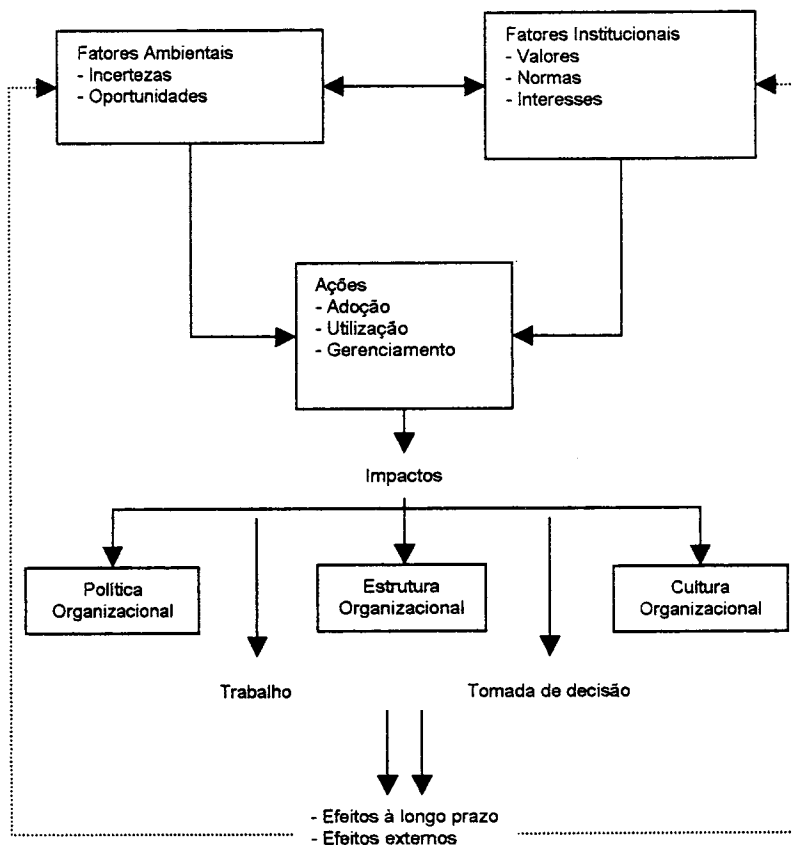 Fatores Ambientais
- Incertezas
- Oportunidades
Fatores Institucionais
- Valores
- Normas
- Interesses
Ações
- Adoção
- Utilização
- Gerenciamento
Impactos
Política
Organizacional
Estrutura
Organizacional
Cultura
Organizacional
Trabalho
Tomada de decisão
- Efeitos à longo prazo
- Efeitos externos